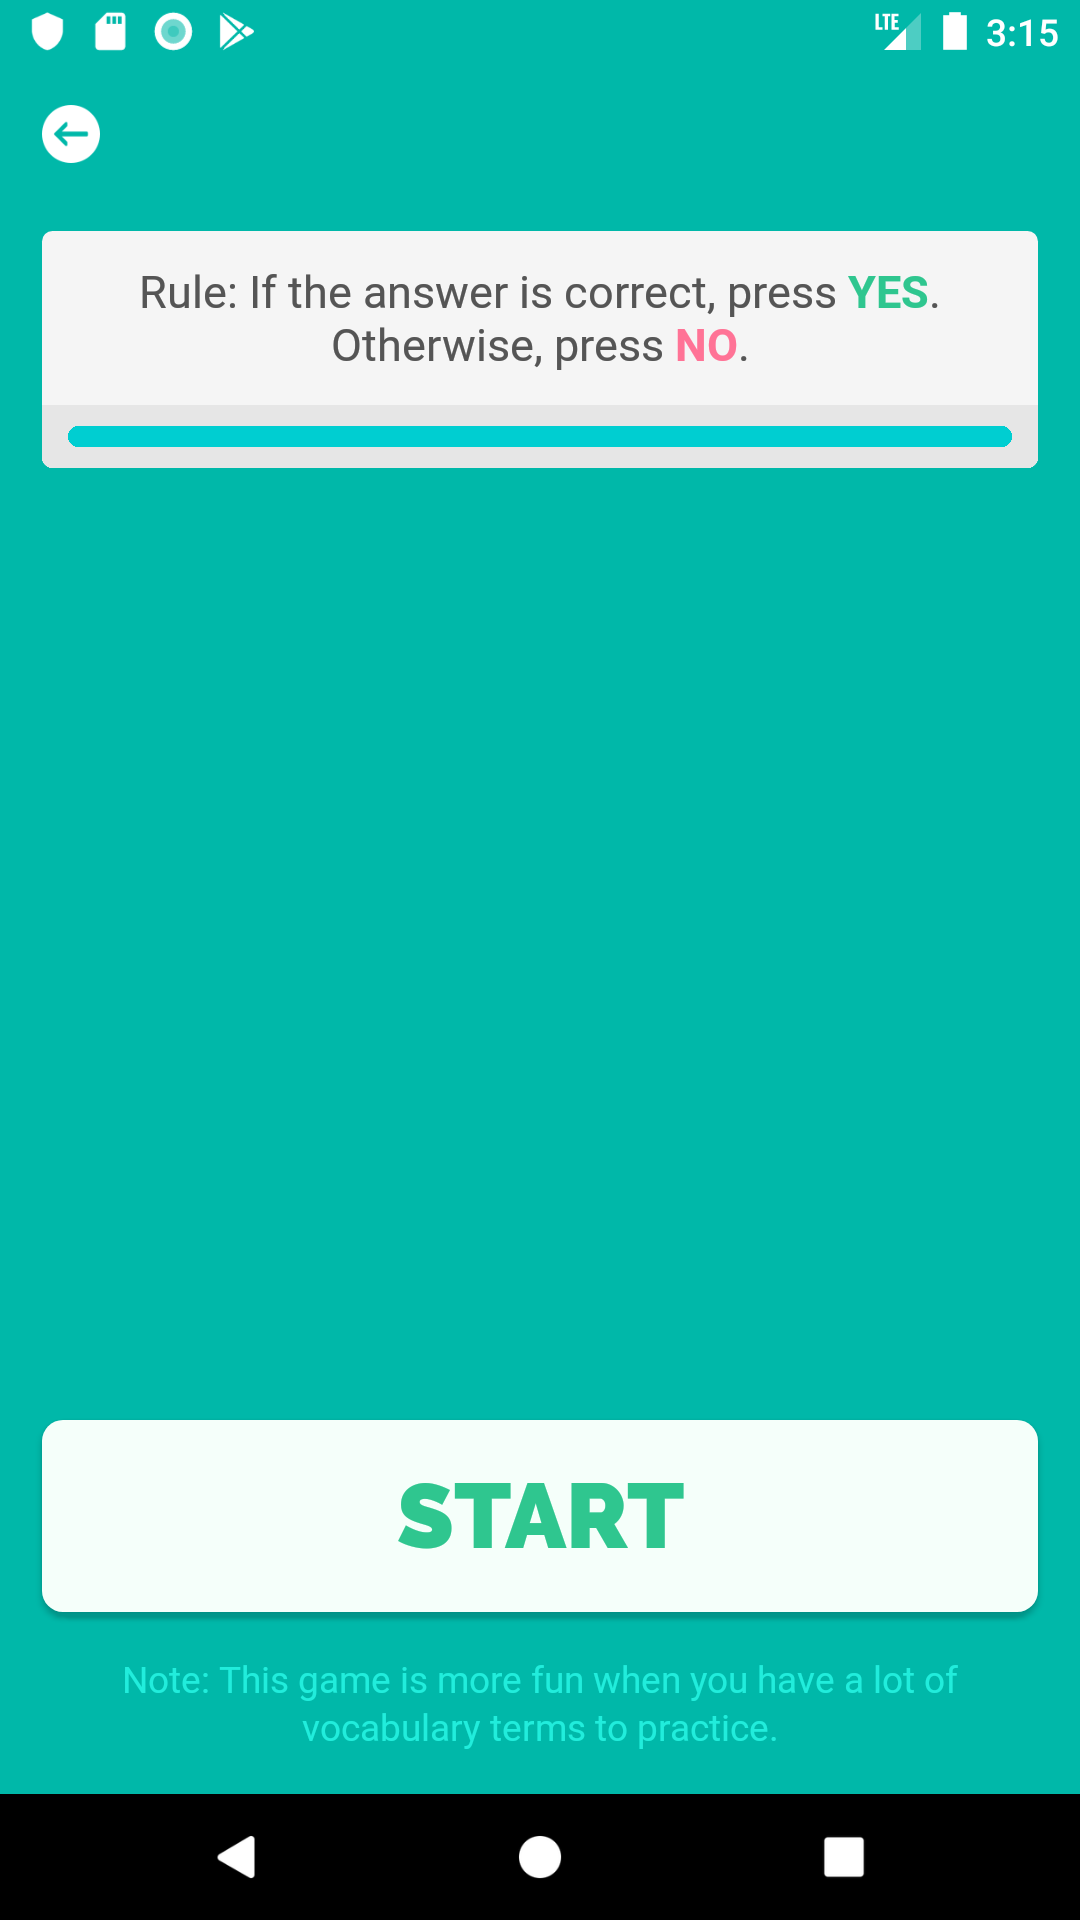 LTE 3:15
Rule: If the answer is correct, press YES.
Otherwise, press NO.
START
Note: This game is more fun when you have a lot of
vocabulary terms to practice.